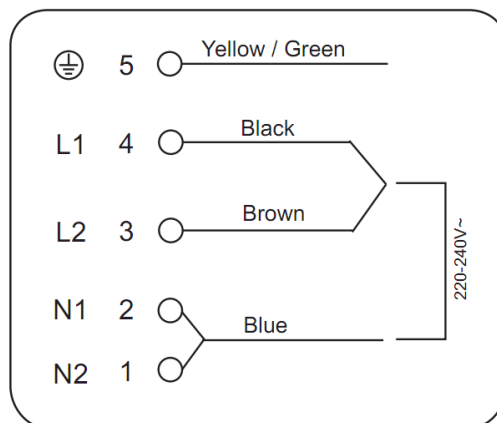 5 Yellow / Green
L1 4 Black
L2 3 Brown
220-240V~
N1 2
Blue
N2 1